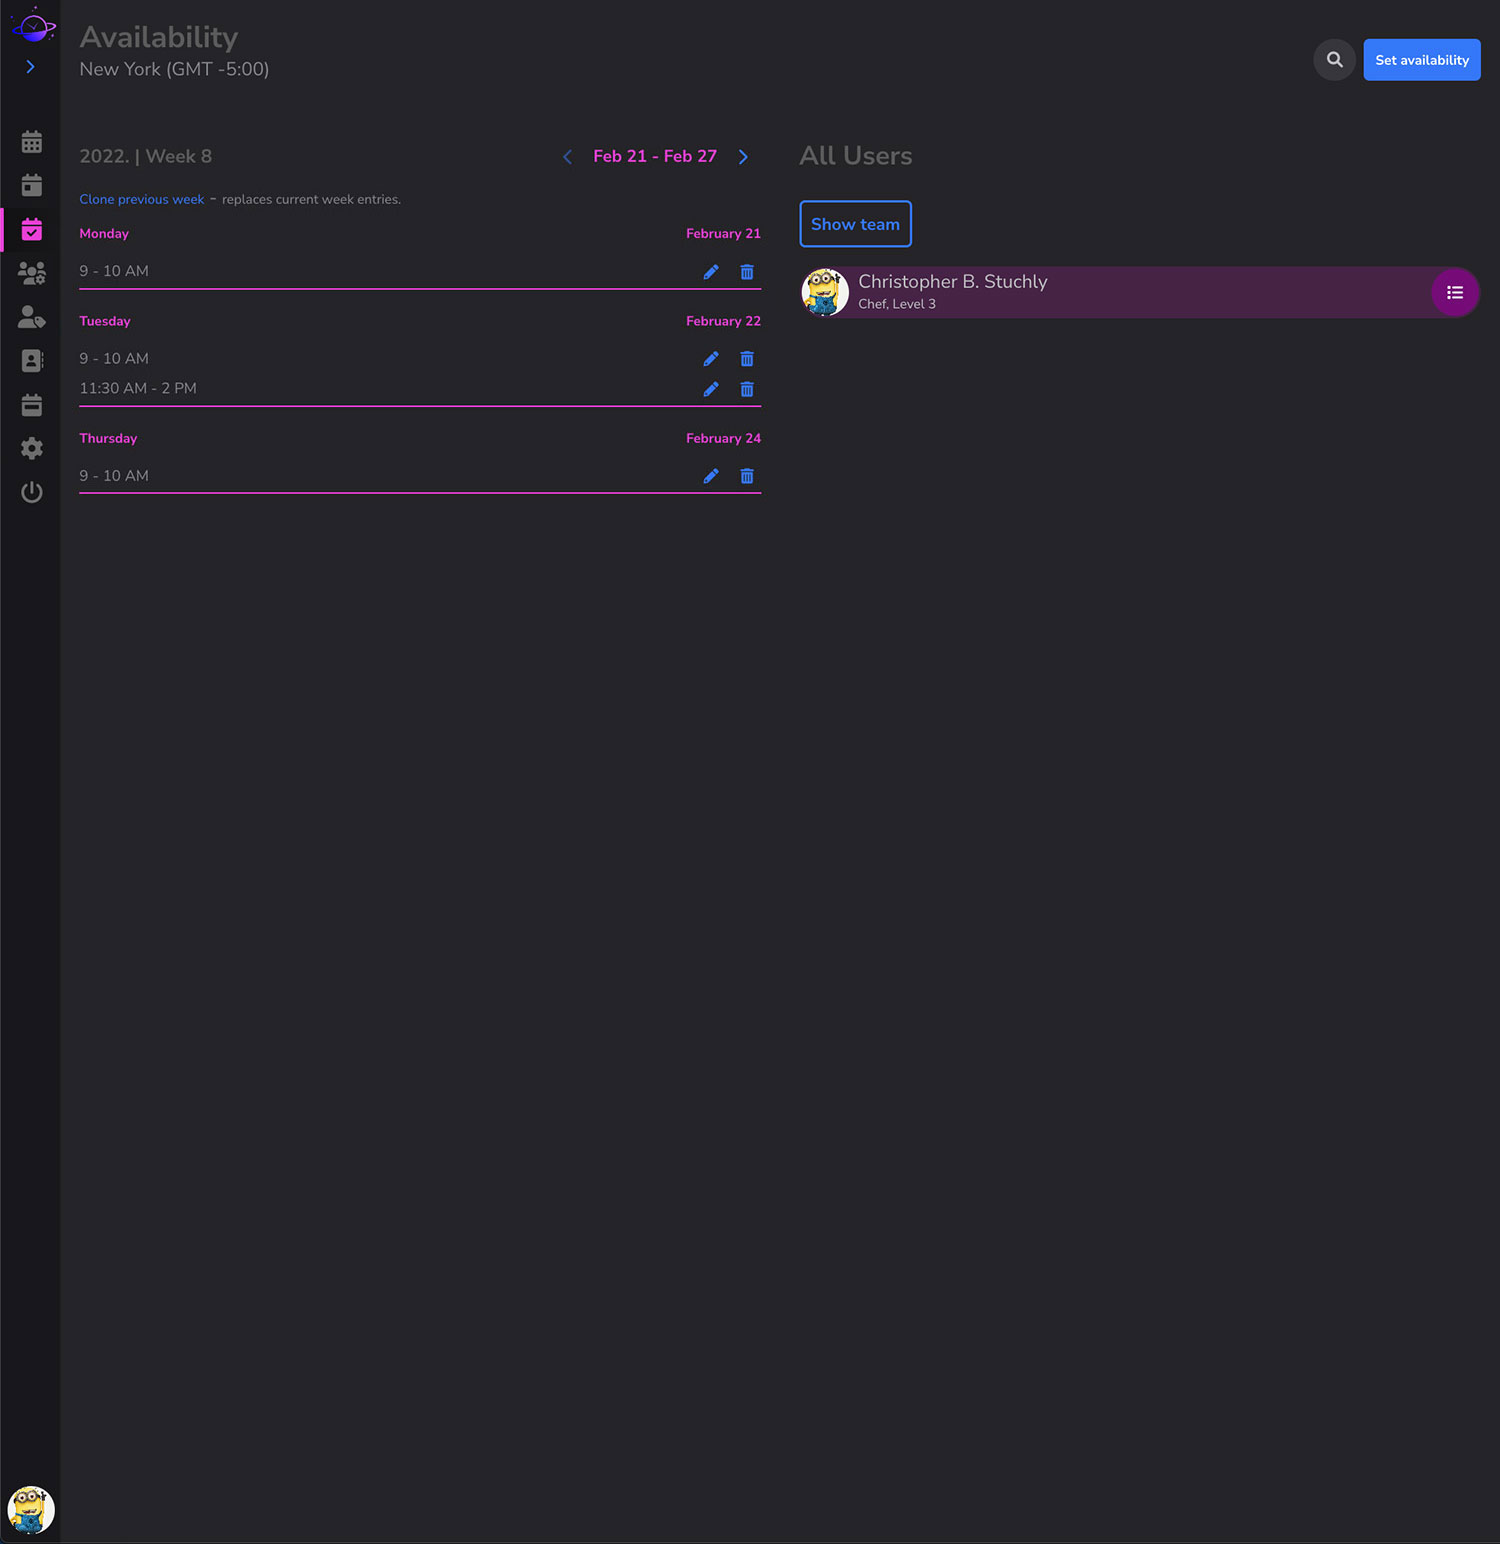 Availability
New York (GMT -5:00)
Set availability
2022. | Week 8
Feb 21 - Feb 27
Clone previous week - replaces current week entries.
Monday
February 21
9 - 10 AM
Tuesday
February 22
9 - 10 AM
11:30 AM - 2 PM
Thursday
February 24
9 - 10 AM
All Users
Show team
Christopher B. Stuchly
Chef, Level 3